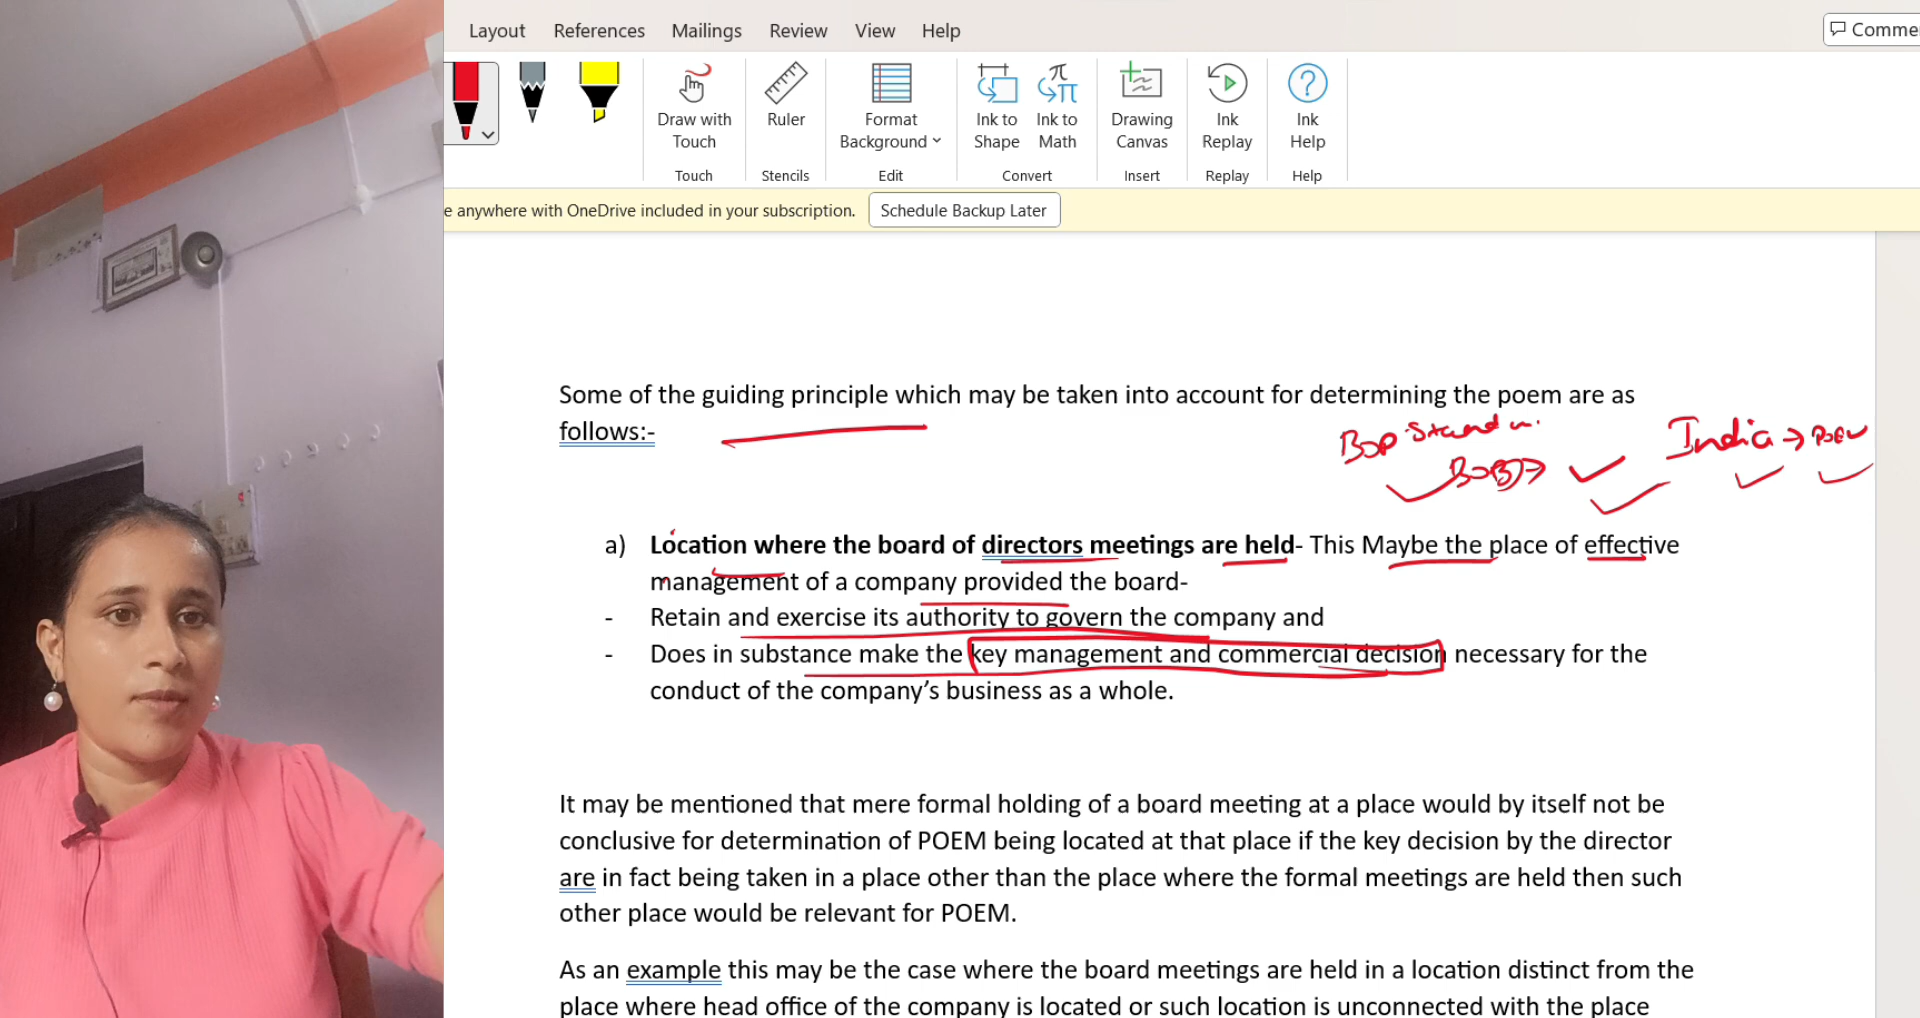 Layout References Mailings Review View Help
Comme
Draw with Touch
Ruler
Format Background
Ink to Shape
Ink to Math
Drawing Canvas
Ink Replay
Ink Help
Touch Stencils Edit Convert Insert Replay Help
e anywhere with OneDrive included in your subscription. Schedule Backup Later
Some of the guiding principle which may be taken into account for determining the poem are as
follows:-
India → POEM
a) Location where the board of directors meetings are held- This Maybe the place of effective
management of a company provided the board-
- Retain and exercise its authority to govern the company and
- Does in substance make the key management and commercial decision necessary for the
conduct of the company’s business as a whole.
It may be mentioned that mere formal holding of a board meeting at a place would by itself not be
conclusive for determination of POEM being located at that place if the key decision by the director
are in fact being taken in a place other than the place where the formal meetings are held then such
other place would be relevant for POEM.
As an example this may be the case where the board meetings are held in a location distinct from the
place where head office of the company is located or such location is unconnected with the place